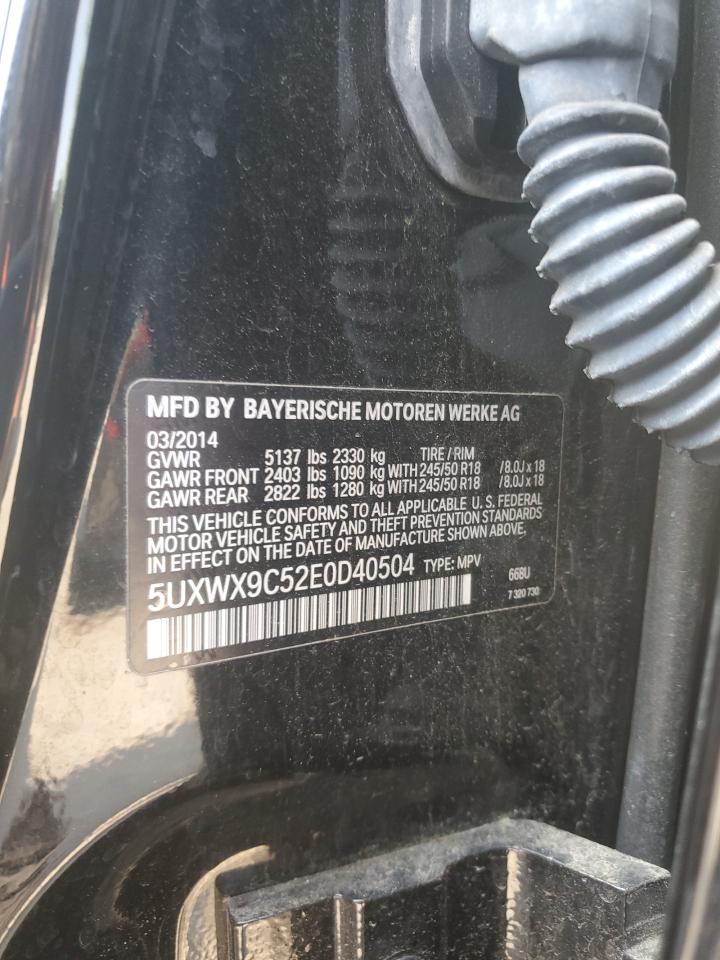 MFD BY BAYERISCHE MOTOREN WERKE AG
03/2014
GVWR 5137 lbs 2330 kg TIRE / RIM
GAWR FRONT 2403 lbs 1090 kg WITH 245/50 R18 / 8.0J x 18
GAWR REAR 2822 lbs 1280 kg WITH 245/50 R18 / 8.0J x 18
THIS VEHICLE CONFORMS TO ALL APPLICABLE U.S. FEDERAL
MOTOR VEHICLE SAFETY AND THEFT PREVENTION STANDARDS
IN EFFECT ON THE DATE OF MANUFACTURE SHOWN ABOVE.
5UXWX9C52E0D40504 TYPE: MPV
668U
7 320 730